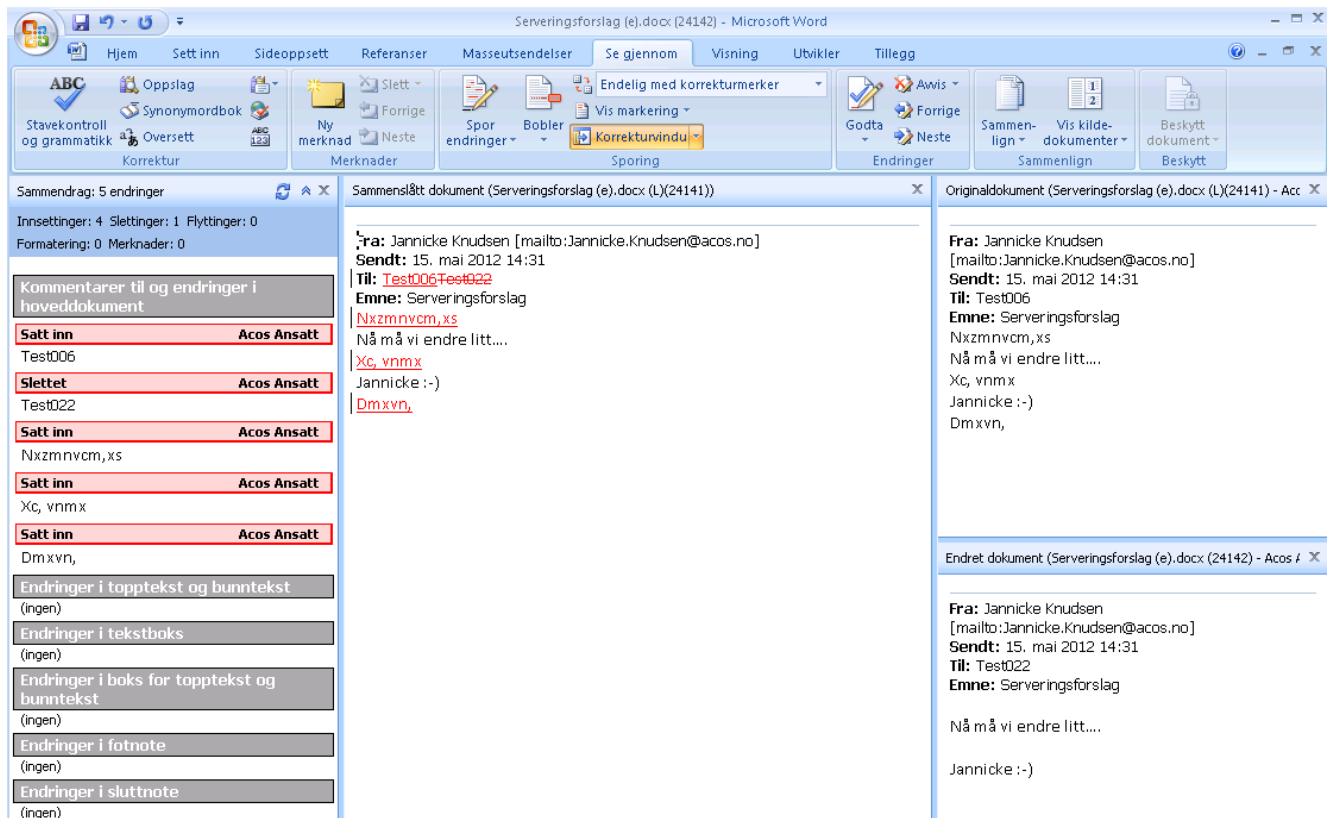 Serveringsforslag (e).docx (24142) - Microsoft Word
Hjem Sett inn Sideoppsett Referanser Masseutsendelser Se gjennom Visning Utvikler Tillegg
ABC
Stavekontroll og grammatikk
Oppslag
Synonymordbok
Oversett
ABC
123
Korrektur
Ny merknad
Slett
Forrige
Neste
Merknader
Spor endringer
Bobler
Endelig med korrekturmerker
Vis markering
Korrekturvindu
Sporing
Godta
Avvis
Forrige
Neste
Endringer
Sammen-
lign
Vis kilde-
dokumenter
1
2
Sammenlign
Beskytt
dokument
Beskytt
Sammendrag: 5 endringer
Innsettinger: 4 Slettinger: 1 Flyttinger: 0
Formatering: 0 Merknader: 0
Kommentarer til og endringer i
hoveddokument
Satt inn Acos Ansatt
Test006
Slettet Acos Ansatt
Test022
Satt inn Acos Ansatt
Nxzmnvcm,xs
Satt inn Acos Ansatt
Xc, vnmx
Satt inn Acos Ansatt
Dmxvn,
Endringer i topptekst og bunntekst
(ingen)
Endringer i tekstboks
(ingen)
Endringer i boks for topptekst og
bunntekst
(ingen)
Endringer i fotnote
(ingen)
Endringer i sluttnote
(ingen)
Sammenslått dokument (Serveringsforslag (e).docx (L)(24141))
Fra: Jannicke Knudsen [mailto:Jannicke.Knudsen@acos.no]
Sendt: 15. mai 2012 14:31
Til: Test006Test022
Emne: Serveringsforslag
Nxzmnvcm,xs
Nå må vi endre litt....
Xc, vnmx
Jannicke :-)
Dmxvn,
Originaldokument (Serveringsforslag (e).docx (L)(24141) - Acc
Fra: Jannicke Knudsen
[mailto:Jannicke.Knudsen@acos.no]
Sendt: 15. mai 2012 14:31
Til: Test006
Emne: Serveringsforslag
Nxzmnvcm,xs
Nå må vi endre litt....
Xc, vnmx
Jannicke :-)
Dmxvn,
Endret dokument (Serveringsforslag (e).docx (24142) - Acos A
Fra: Jannicke Knudsen
[mailto:Jannicke.Knudsen@acos.no]
Sendt: 15. mai 2012 14:31
Til: Test022
Emne: Serveringsforslag
Nå må vi endre litt....
Jannicke :-)